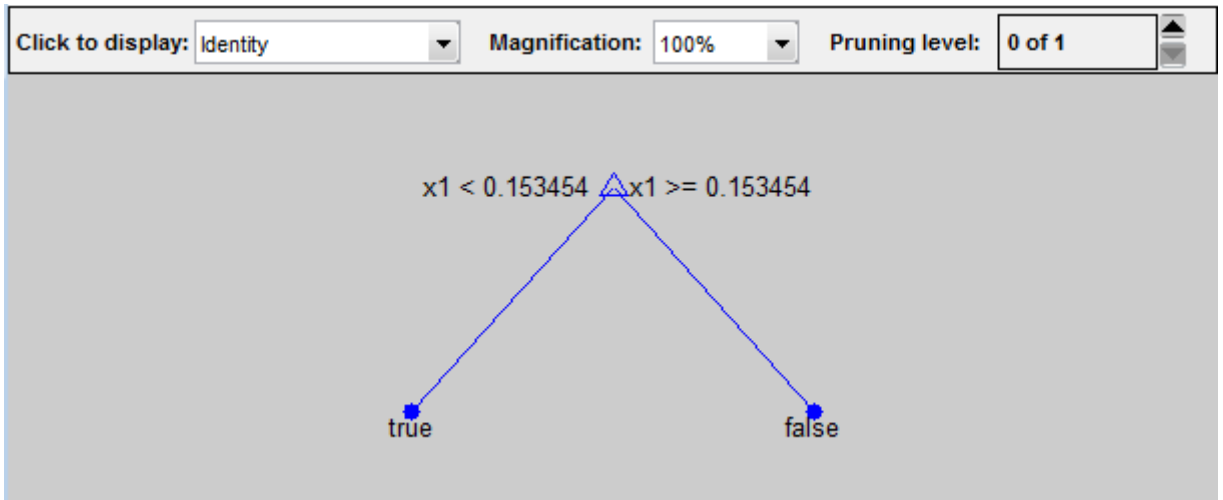 Click to display: Identity Magnification: 100% Pruning level: 0 of 1
x1 < 0.153454 x1 >= 0.153454
true false